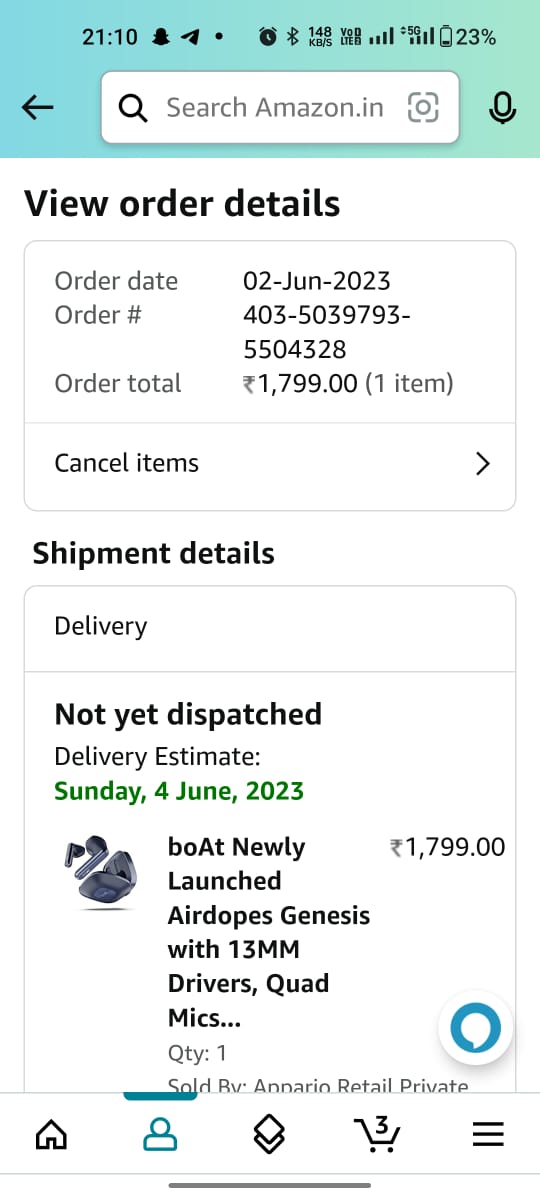 21:10 148 KB/S VoD LTE 5G 23%
Search Amazon.in
View order details
Order date 02-Jun-2023
Order # 403-5039793-
5504328
Order total ₹1,799.00 (1 item)
Cancel items
Shipment details
Delivery
Not yet dispatched
Delivery Estimate:
Sunday, 4 June, 2023
boAt Newly ₹1,799.00
Launched
Airdopes Genesis
with 13MM
Drivers, Quad
Mics...
Qty: 1
Sold By: Appario Retail Private
3